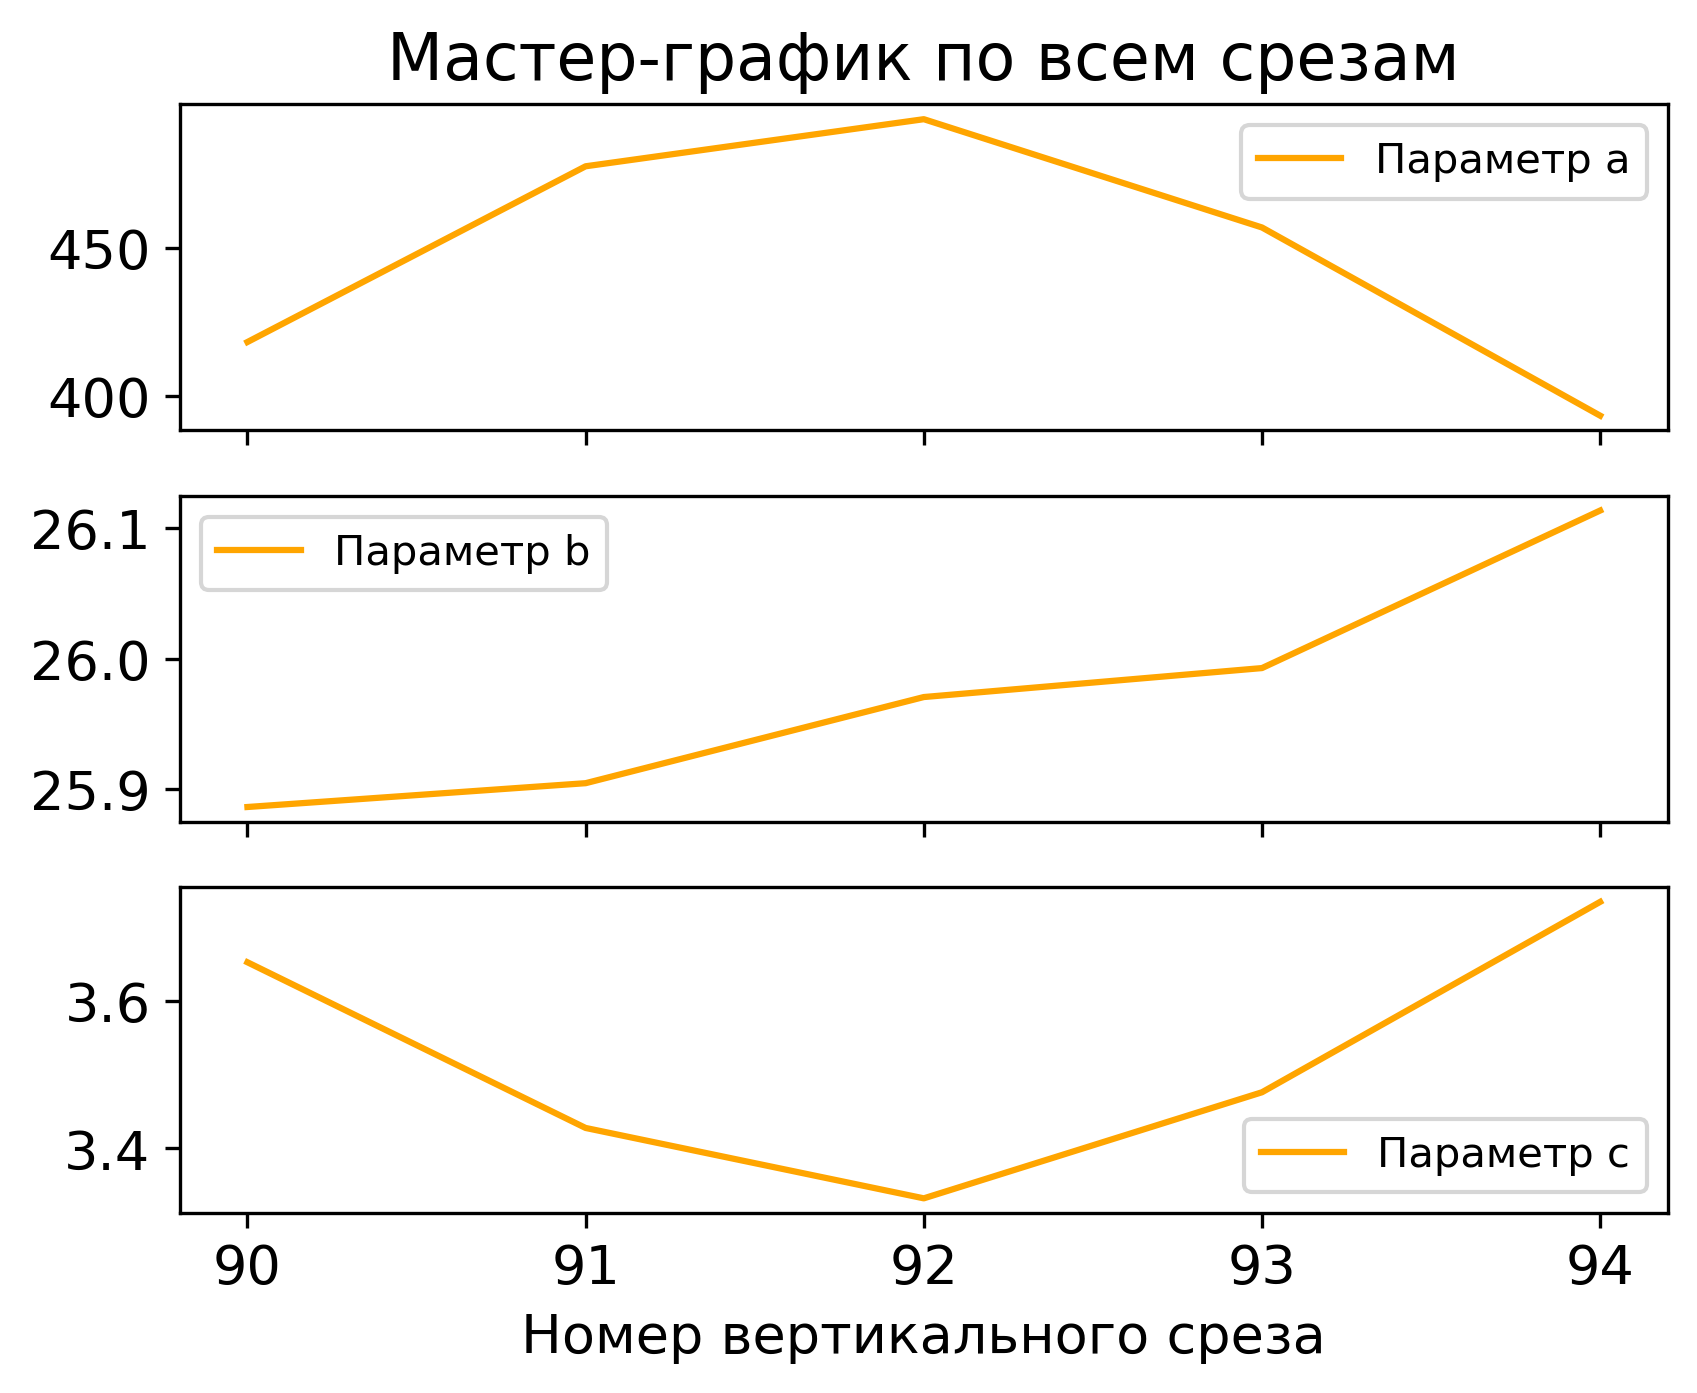 Мастер-график по всем срезам
Параметр a
450
400
26.1
Параметр b
26.0
25.9
3.6
3.4
Параметр c
90 91 92 93 94
Номер вертикального среза